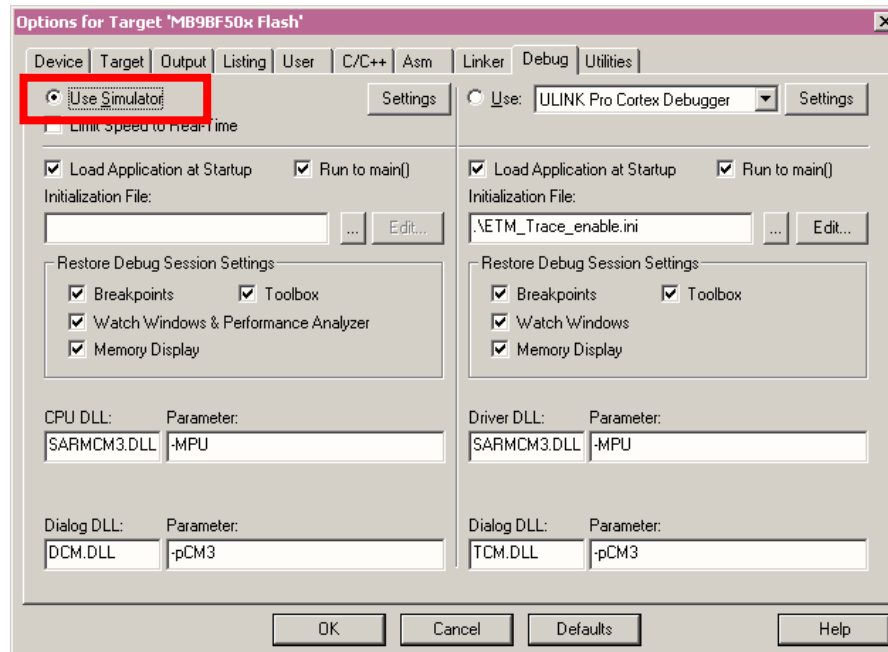 Options for Target 'MB9BF50x Flash'
Device Target Output Listing User C/C++ Asm Linker Debug Utilities
Use Simulator Settings Use: ULINK Pro Cortex Debugger Settings
Limit Speed to Real-Time
Load Application at Startup Run to main() Load Application at Startup Run to main()
Initialization File: Initialization File:
... Edit... .\ETM_Trace_enable.ini ... Edit...
Restore Debug Session Settings Restore Debug Session Settings
Breakpoints Toolbox Breakpoints Toolbox
Watch Windows & Performance Analyzer Watch Windows
Memory Display Memory Display
CPU DLL: Parameter: Driver DLL: Parameter:
SARMCM3.DLL -MPU SARMCM3.DLL -MPU
Dialog DLL: Parameter: Dialog DLL: Parameter:
DCM.DLL -pCM3 TCM.DLL -pCM3
OK Cancel Defaults Help